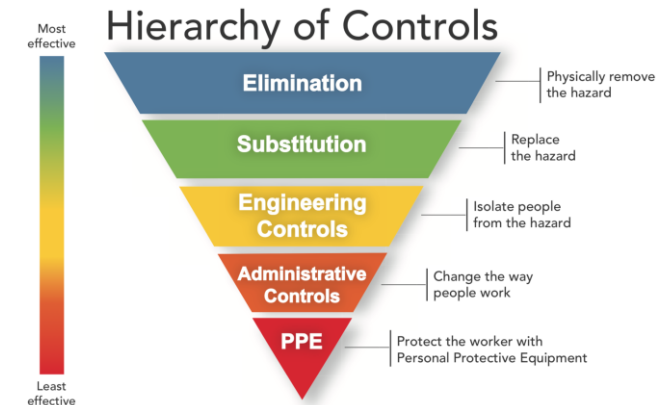 Hierarchy of Controls
Most
effective
Elimination
Physically remove
the hazard
Substitution
Replace
the hazard
Engineering
Controls
Isolate people
from the hazard
Administrative
Controls
Change the way
people work
PPE
Protect the worker with
Personal Protective Equipment
Least
effective